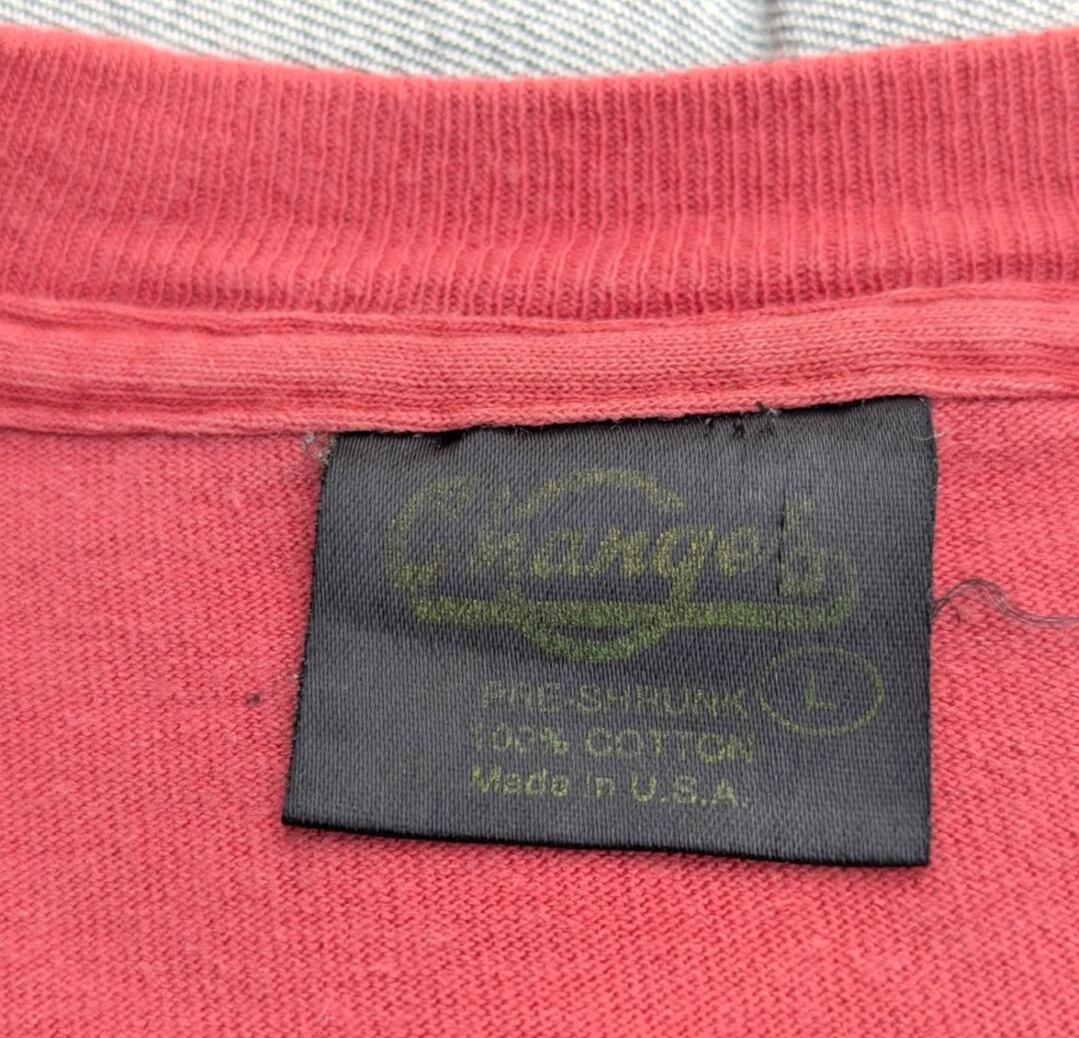 Changes
PRE-SHRUNK
L
100% COTTON
Made in U.S.A.